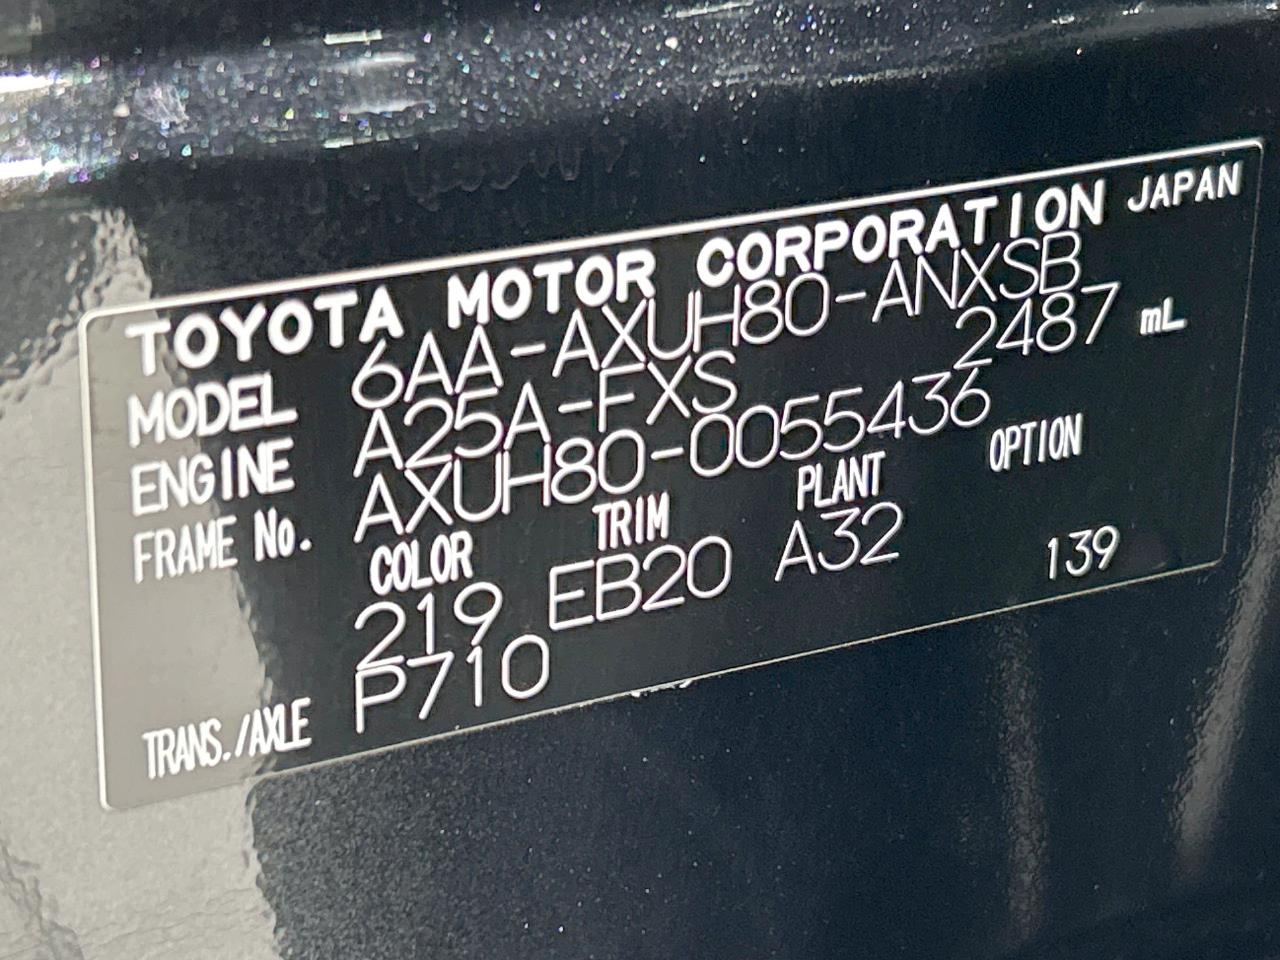 TOYOTA MOTOR CORPORATION JAPAN
MODEL 6AA-AXUH80-ANXSB
ENGINE A25A-FXS 2487 mL
FRAME No. AXUH80-0055436
COLOR TRIM PLANT OPTION
219 EB20 A32 139
TRANS./AXLE P710